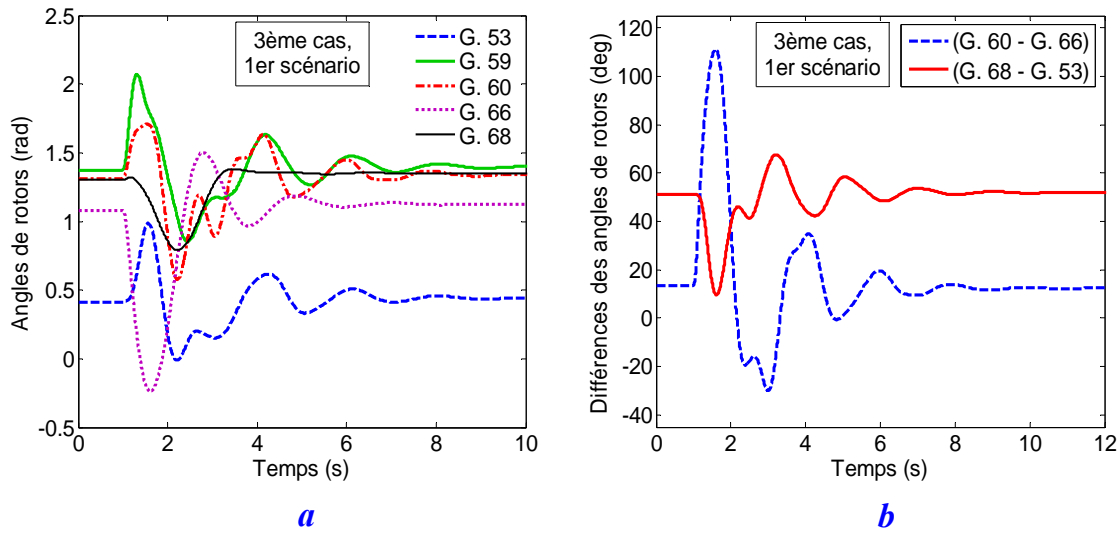 Angles de rotors (rad)
2.5
2
1.5
1
0.5
0
-0.5
3ème cas,
1er scénario
G. 53
G. 59
G. 60
G. 66
G. 68
0
2
4
6
8
10
Temps (s)
a
Différences des angles de rotors (deg)
120
100
80
60
40
20
0
-20
-40
3ème cas,
1er scénario
(G. 60 - G. 66)
(G. 68 - G. 53)
0
2
4
6
8
10
12
Temps (s)
b